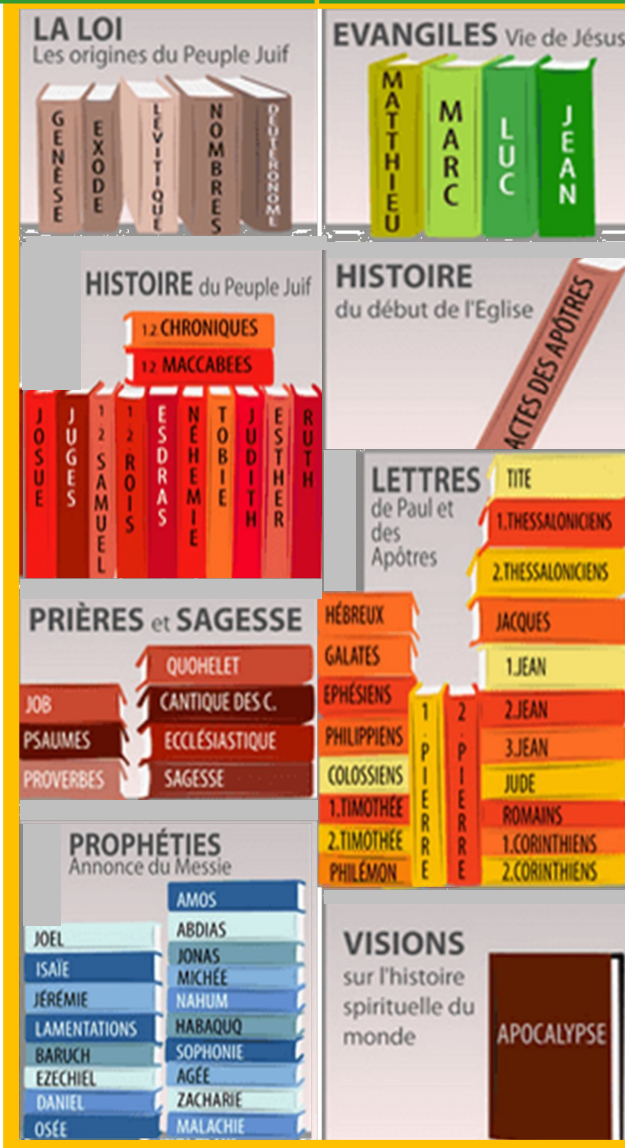 LA LOI
Les origines du Peuple Juif
GENÈSE
EXODE
LÉVITIQUE
NOMBRES
DEUTÉRONOME
EVANGILES Vie de Jésus
MATTHIEU
MARC
LUC
JEAN
HISTOIRE du Peuple Juif
1.2 CHRONIQUES
1.2 MACCABEES
JOSUE
JUGES
1 2 SAMUEL
1 2 ROIS
ESDRAS
NÉHEMIE
TOBIE
JUDITH
ESTHER
RUTH
HISTOIRE
du début de l'Eglise
ACTES DES APÔTRES
LETTRES
de Paul et
des
Apôtres
TITE
1.THESSALONICIENS
2.THESSALONICIENS
JACQUES
1.JEAN
2.JEAN
3.JEAN
JUDE
ROMAINS
1.CORINTHIENS
2.CORINTHIENS
HÉBREUX
GALATES
EPHÉSIENS
PHILIPPIENS
COLOSSIENS
1.TIMOTHÉE
2.TIMOTHÉE
PHILÉMON
1.PIERRE
2.PIERRE
PRIÈRES et SAGESSE
JOB
PSAUMES
PROVERBES
QUOHELET
CANTIQUE DES C.
ECCLÉSIASTIQUE
SAGESSE
PROPHÉTIES
Annonce du Messie
JOEL
ISAÏE
JÉRÉMIE
LAMENTATIONS
BARUCH
EZECHIEL
DANIEL
OSÉE
AMOS
ABDIAS
JONAS
MICHÉE
NAHUM
HABAQUQ
SOPHONIE
AGÉE
ZACHARIE
MALACHIE
VISIONS
sur l'histoire
spirituelle du
monde
APOCALYPSE